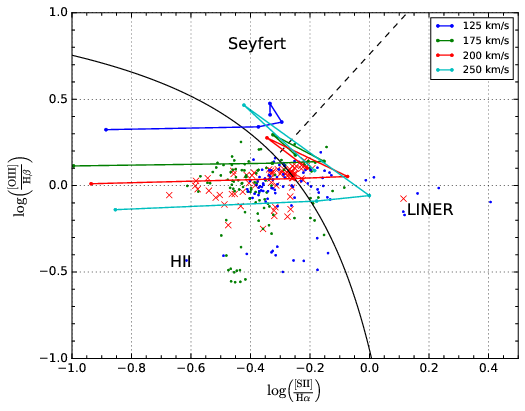 1.0
0.5
0.0
−0.5
−1.0
−1.0
−0.8
−0.6
−0.4
−0.2
0.0
0.2
0.4
log([OIII]/Hβ)
log([SII]/Hα)
Seyfert
LINER
HII
125 km/s
175 km/s
200 km/s
250 km/s